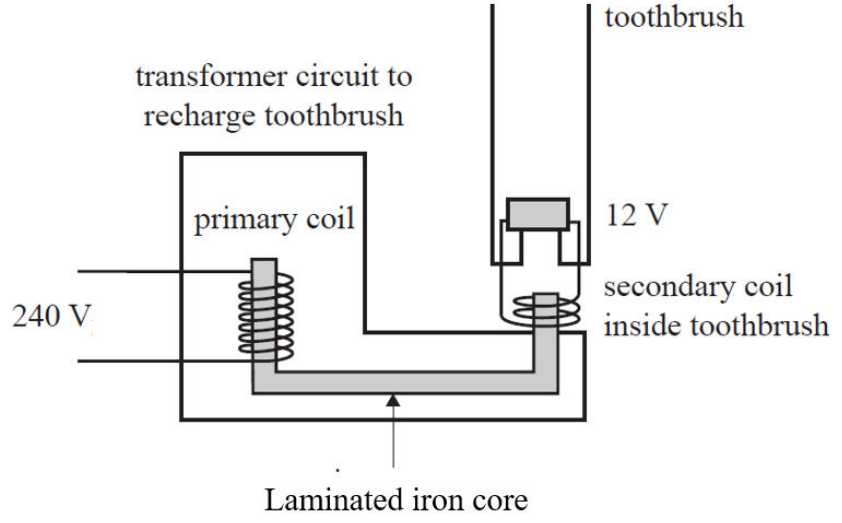 toothbrush
transformer circuit to
recharge toothbrush
primary coil
12 V
240 V
secondary coil
inside toothbrush
Laminated iron core